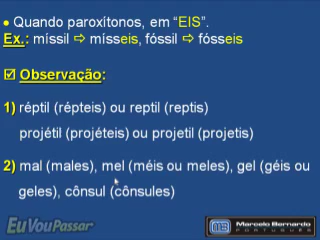 • Quando paroxítonos, em “EIS”.
Ex.: míssil ⇨ mísseis, fóssil ⇨ fósseis
☑ Observação:
1) réptil (répteis) ou reptil (reptis)
projétil (projéteis) ou projetil (projetis)
2) mal (males), mel (méis ou meles), gel (géis ou
geles), cônsul (cônsules)
EuVouPassar
Marcelo Bernardo
PORTUGUÊS